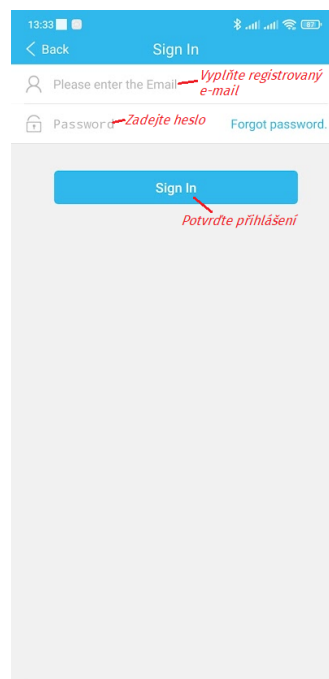 13:33
87
Back
Sign In
Please enter the Email
Vyplňte registrovaný
e-mail
Password
Zadejte heslo
Forgot password.
Sign In
Potvrďte přihlášení